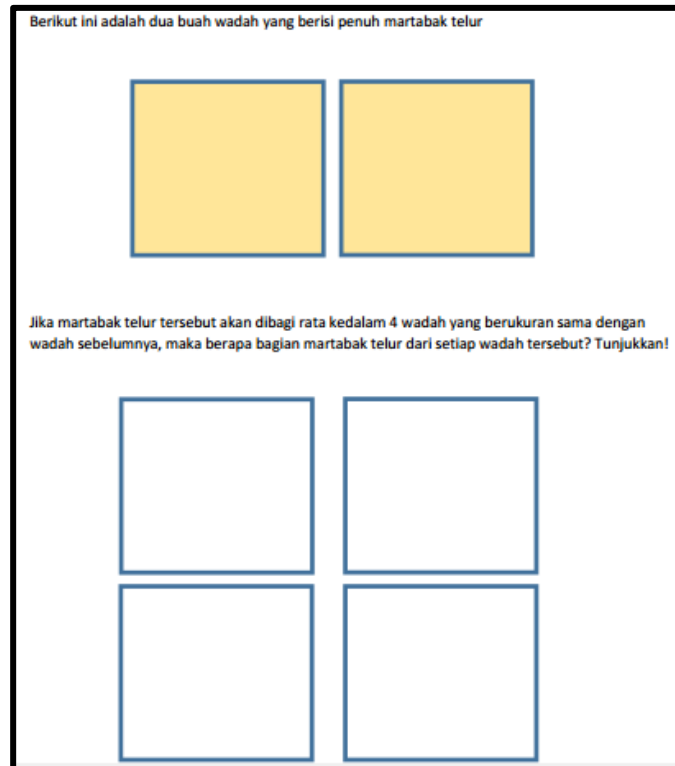 Berikut ini adalah dua buah wadah yang berisi penuh martabak telur
Jika martabak telur tersebut akan dibagi rata kedalam 4 wadah yang berukuran sama dengan
wadah sebelumnya, maka berapa bagian martabak telur dari setiap wadah tersebut? Tunjukkan!